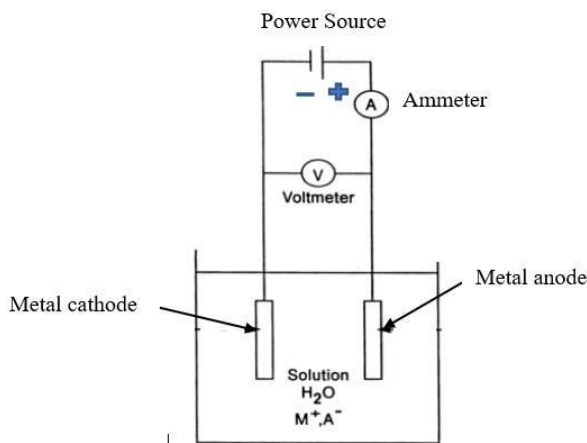 Power Source
− +
A
Ammeter
V
Voltmeter
Metal anode
Metal cathode
Solution
H₂O
M⁺,A⁻